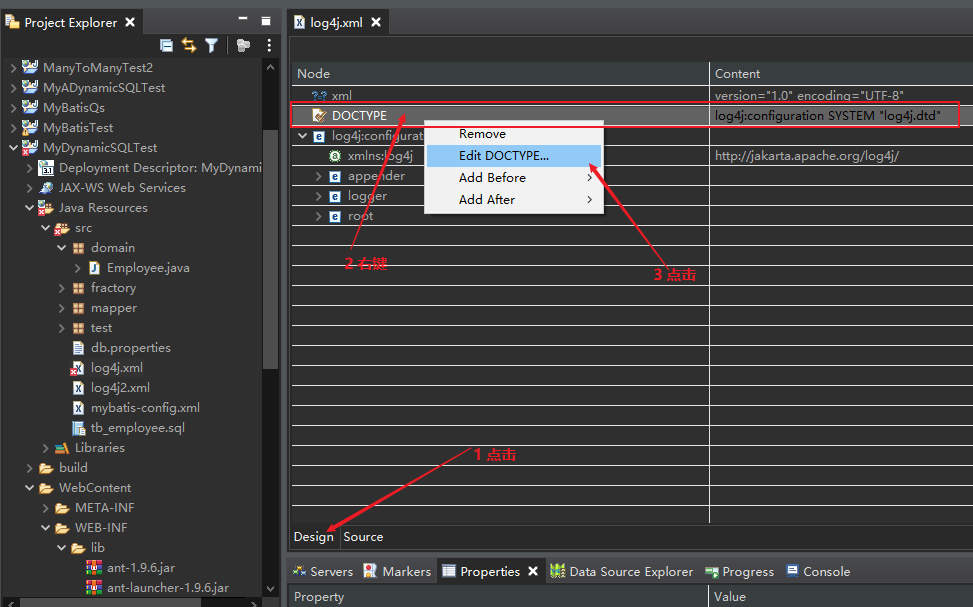 Project Explorer
ManyToManyTest2
MyADynamicSQLTest
MyBatisQs
MyBatisTest
MyDynamicSQLTest
Deployment Descriptor: MyDynami
JAX-WS Web Services
Java Resources
src
domain
Employee.java
fractory
mapper
test
db.properties
log4j.xml
log4j2.xml
mybatis-config.xml
tb_employee.sql
Libraries
build
WebContent
META-INF
WEB-INF
lib
ant-1.9.6.jar
ant-launcher-1.9.6.jar
log4j.xml
Node Content
?=? xml version="1.0" encoding="UTF-8"
DOCTYPE log4j:configuration SYSTEM "log4j.dtd"
log4j:configurat
xmlns:log4j http://jakarta.apache.org/log4j/
appender
logger
root
Remove
Edit DOCTYPE...
Add Before
Add After
2 右键
3 点击
1 点击
Design Source
Servers Markers Properties Data Source Explorer Progress Console
Property Value